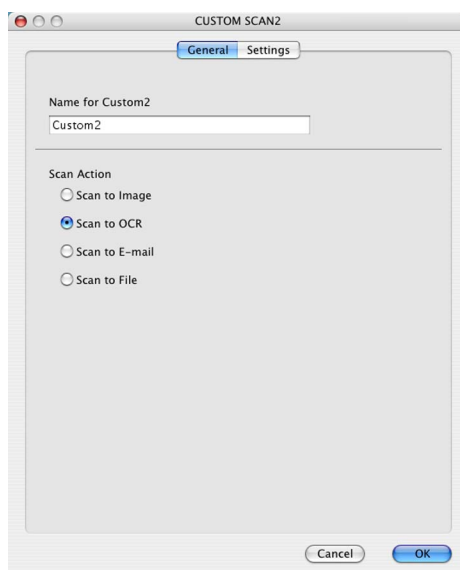 CUSTOM SCAN2
General Settings
Name for Custom2
Custom2
Scan Action
Scan to Image
Scan to OCR
Scan to E-mail
Scan to File
Cancel OK